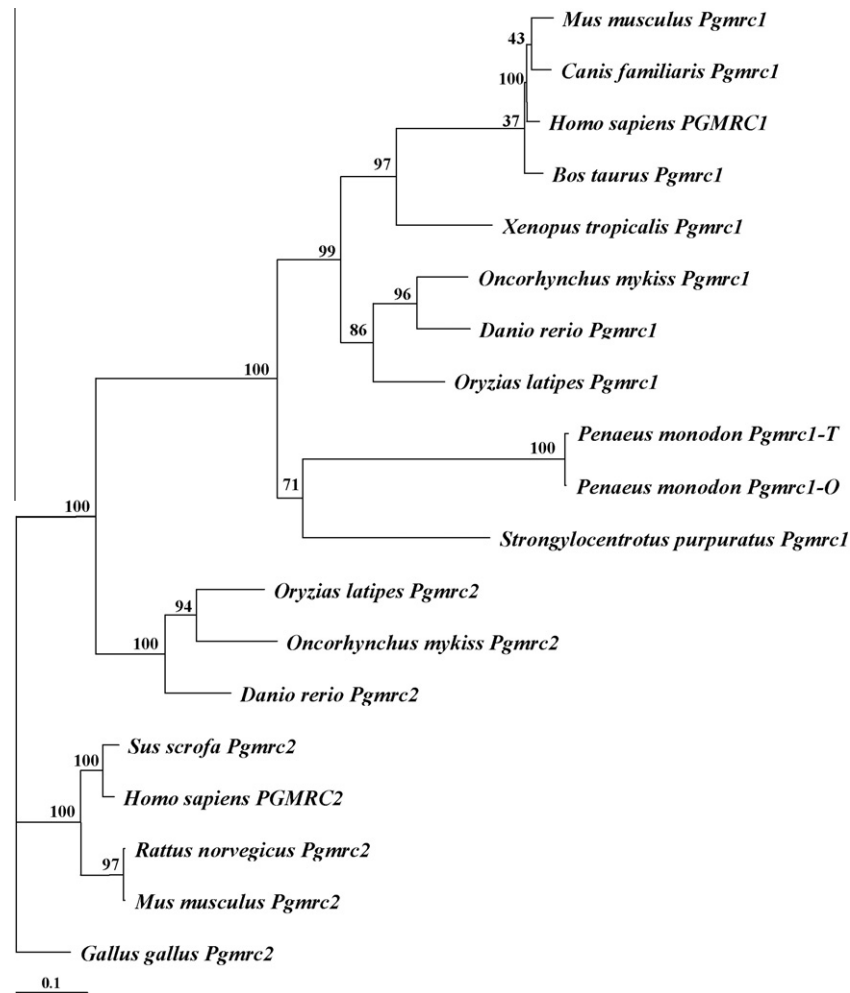 Mus musculus Pgmrc1
43
Canis familiaris Pgmrc1
100
Homo sapiens PGMRC1
37
Bos taurus Pgmrc1
97
Xenopus tropicalis Pgmrc1
99
Oncorhynchus mykiss Pgmrc1
96
Danio rerio Pgmrc1
86
Oryzias latipes Pgmrc1
100
Penaeus monodon Pgmrc1-T
100
Penaeus monodon Pgmrc1-O
71
100
Strongylocentrotus purpuratus Pgmrc1
Oryzias latipes Pgmrc2
94
Oncorhynchus mykiss Pgmrc2
100
Danio rerio Pgmrc2
Sus scrofa Pgmrc2
100
Homo sapiens PGMRC2
100
Rattus norvegicus Pgmrc2
97
Mus musculus Pgmrc2
Gallus gallus Pgmrc2
0.1